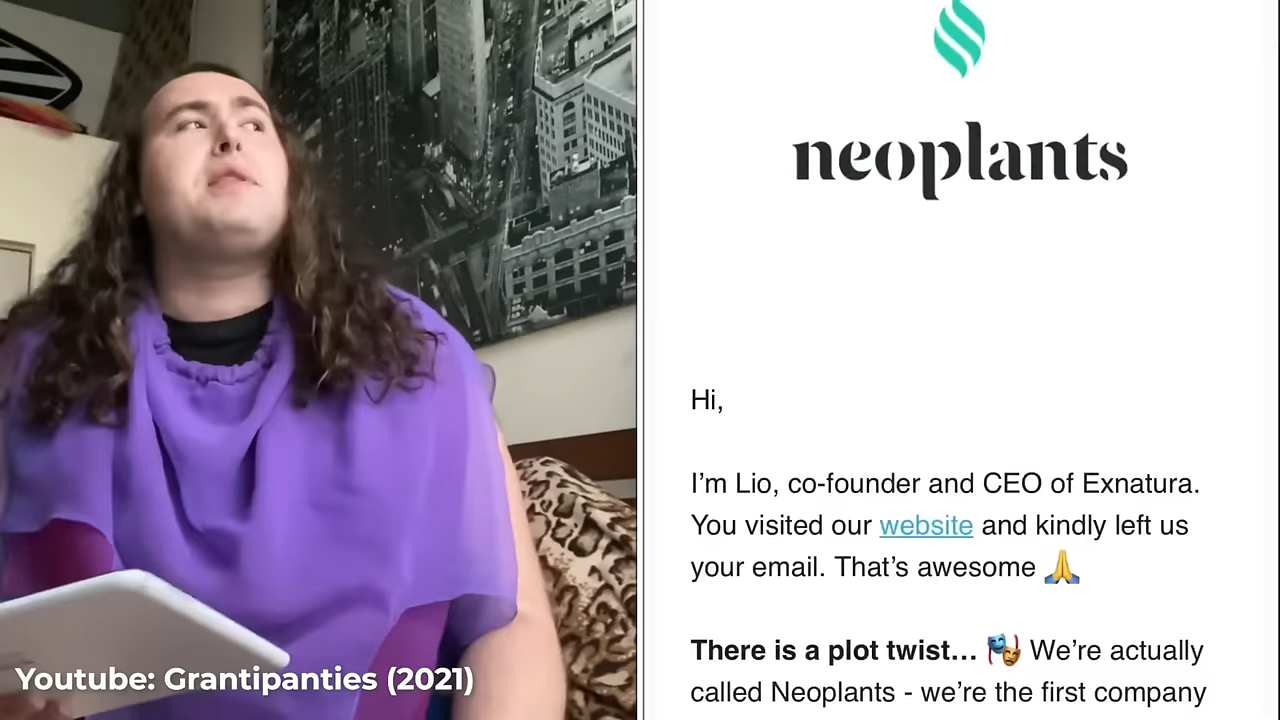 neoplants
Hi,
I’m Lio, co-founder and CEO of Exnatura.
You visited our website and kindly left us
your email. That’s awesome 🙏
There is a plot twist… 🎭 We’re actually
called Neoplants - we’re the first company
Youtube: Grantipanties (2021)